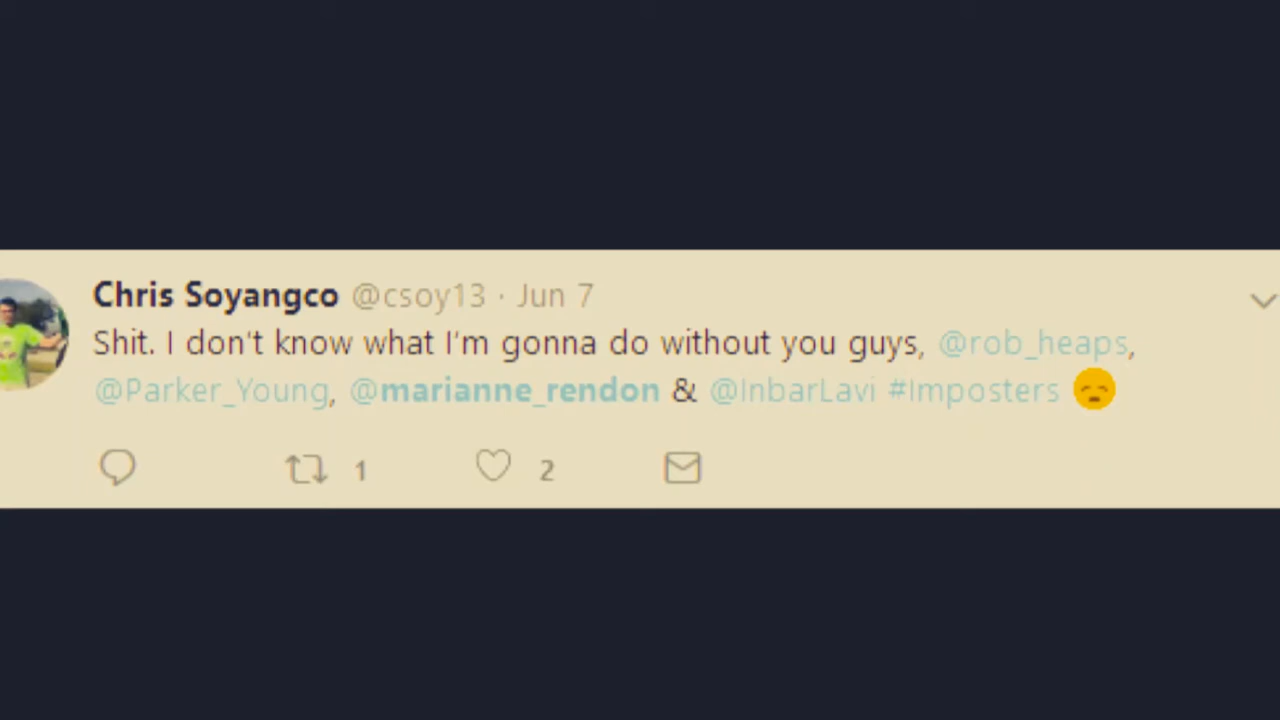 Chris Soyangco @csoy13 · Jun 7
Shit. I don't know what I'm gonna do without you guys, @rob_heaps,
@Parker_Young, @marianne_rendon & @InbarLavi #Imposters 😞
1 2